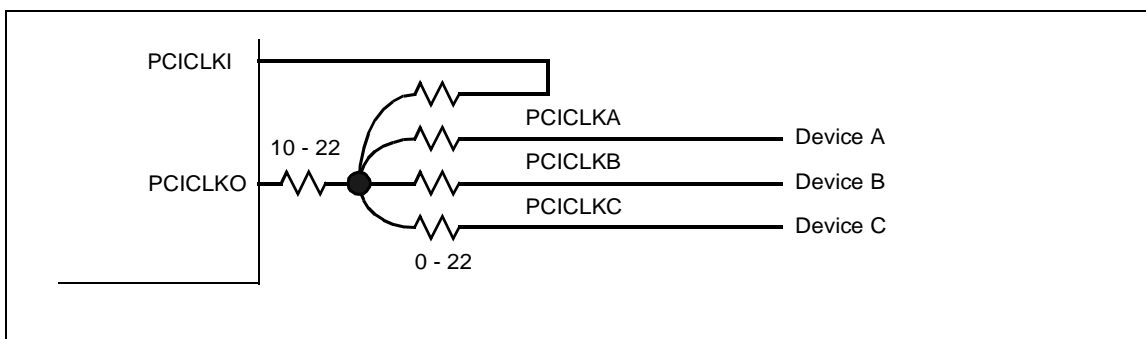 PCICLKI
PCICLKA
10 - 22
Device A
PCICLKB
PCICLKO
Device B
PCICLKC
Device C
0 - 22